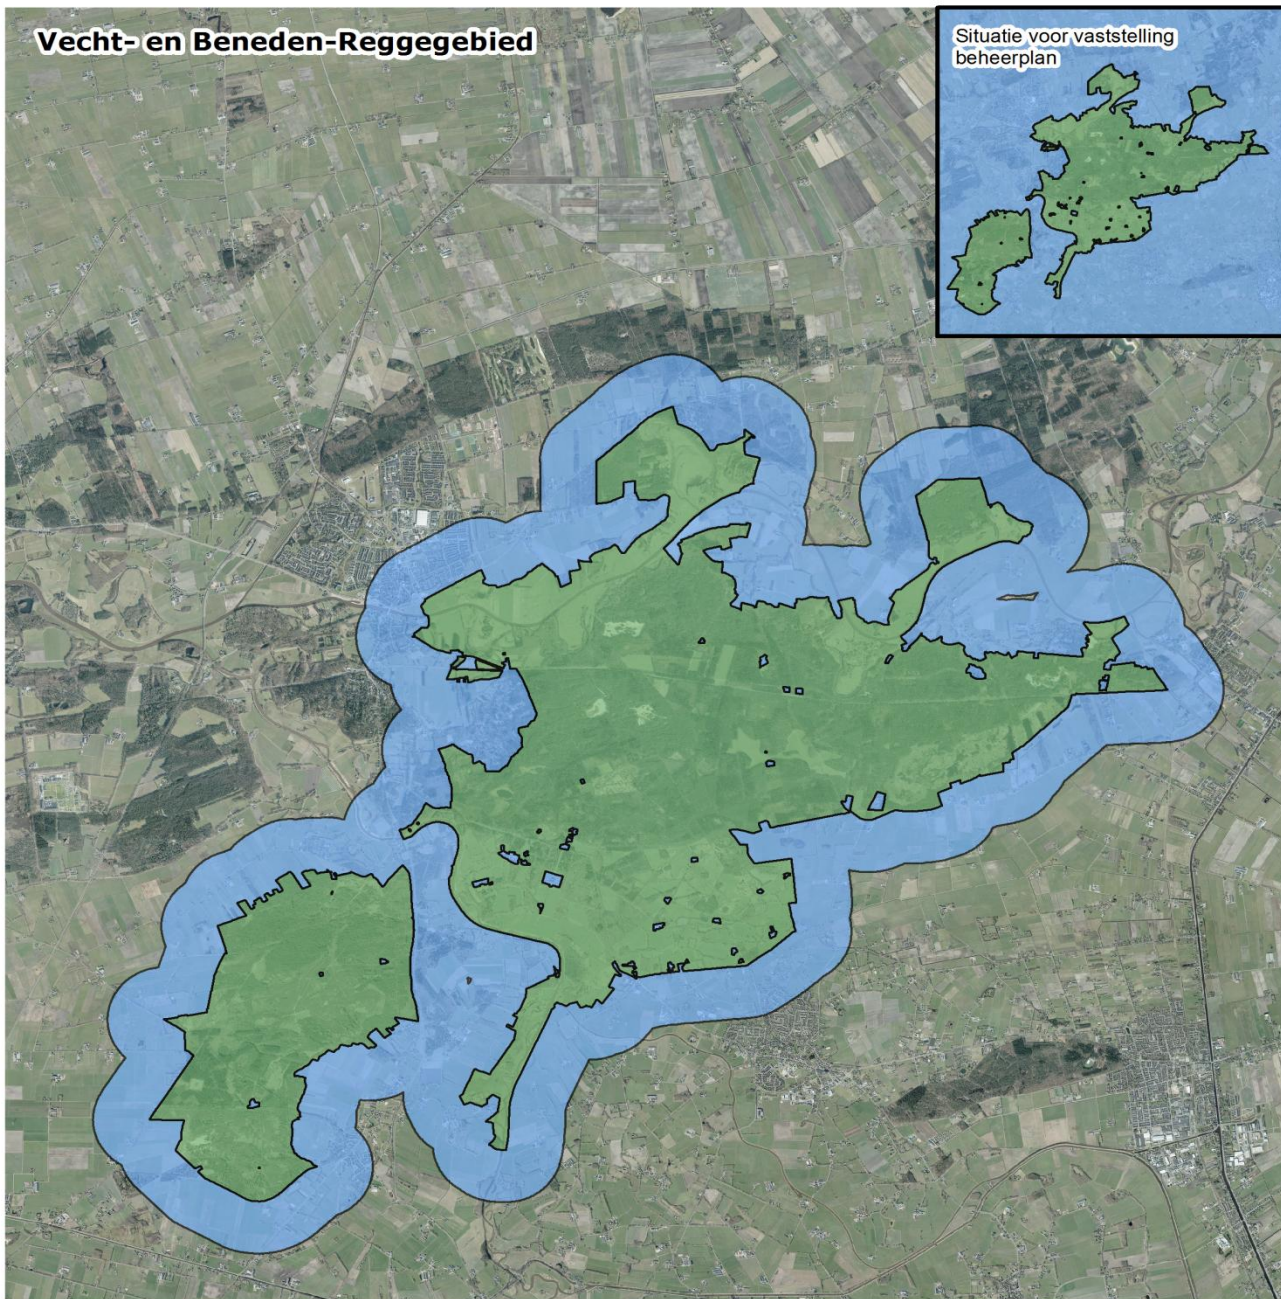 Vecht- en Beneden-Reggegebied
Situatie voor vaststelling
beheerplan